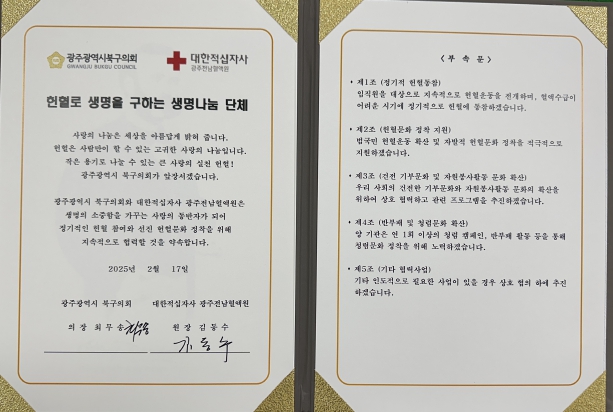 광주광역시북구의회
GWANGJU BUKGU COUNCIL
대한적십자사
광주전남혈액원
헌혈로 생명을 구하는 생명나눔 단체
사랑의 나눔은 세상을 아름답게 밝혀 줍니다.
헌혈은 사람만이 할 수 있는 고귀한 사랑의 나눔입니다.
작은 용기로 나눌 수 있는 큰 사랑의 실천 헌혈!
광주광역시 북구의회가 앞장서겠습니다.
광주광역시 북구의회와 대한적십자사 광주전남혈액원은
생명의 소중함을 가꾸는 사랑의 동반자가 되어
정기적인 헌혈 참여와 선진 헌혈문화 정착을 위해
지속적으로 협력할 것을 약속합니다.
2025년 2월 17일
광주광역시 북구의회 대한적십자사 광주전남혈액원
의 장 최 무 송 원 장 김 동 수
김 동 수
< 부 속 문 >
• 제1조 (정기적 헌혈동참)
임직원을 대상으로 지속적으로 헌혈운동을 전개하며, 혈액수급이
어려운 시기에 정기적으로 헌혈에 동참하겠습니다.
• 제2조 (헌혈문화 정착 지원)
범국민 헌혈운동 확산 및 자발적 헌혈문화 정착을 적극적으로
지원하겠습니다.
• 제3조 (건전 기부문화 및 자원봉사활동 문화 확산)
우리 사회의 건전한 기부문화와 자원봉사활동 문화의 확산을
위하여 상호 협력하고 관련 프로그램을 추진하겠습니다.
• 제4조 (반부패 및 청렴문화 확산)
양 기관은 연 1회 이상의 청렴 캠페인, 반부패 활동 등을 통해
청렴문화 정착을 위해 노력하겠습니다.
• 제5조 (기타 협력사업)
기타 인도적으로 필요한 사업이 있을 경우 상호 협의 하에 추진
하겠습니다.